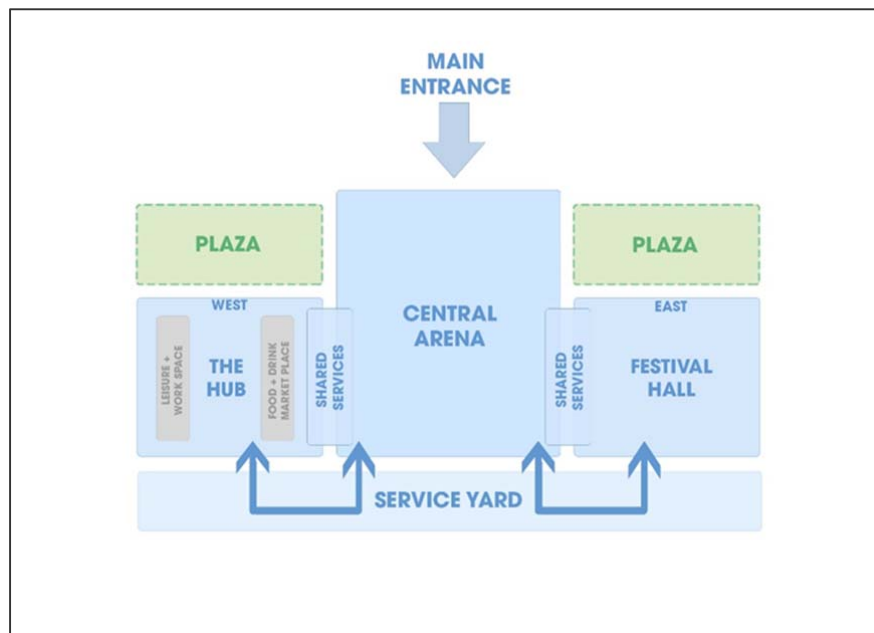 MAIN
ENTRANCE
PLAZA
PLAZA
WEST
EAST
LEISURE +
WORK SPACE
THE
HUB
FOOD + DRINK
MARKET PLACE
SHARED
SERVICES
CENTRAL
ARENA
SHARED
SERVICES
FESTIVAL
HALL
SERVICE YARD